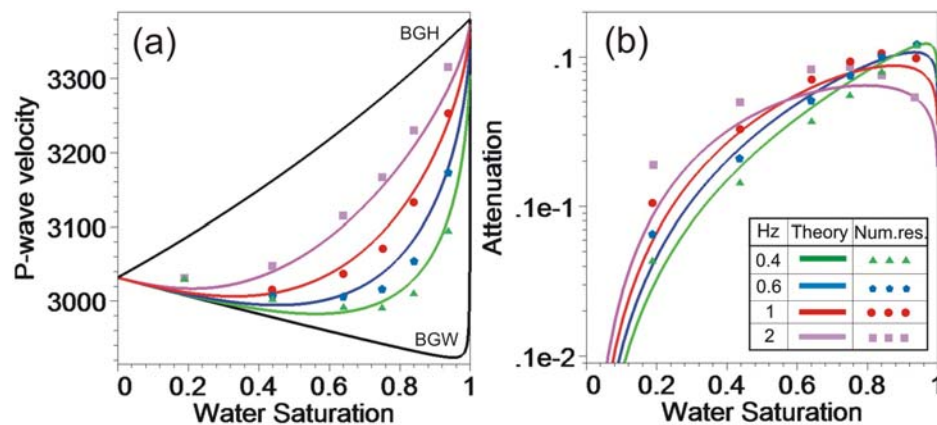 (a)
BGH
3300
3200
3100
3000
P-wave velocity
BGW
0 0.2 0.4 0.6 0.8 1
Water Saturation
(b)
.1
.1e-1
.1e-2
Attenuation
Hz Theory Num.res.
0.4
0.6
1
2
0 0.2 0.4 0.6 0.8 1
Water Saturation